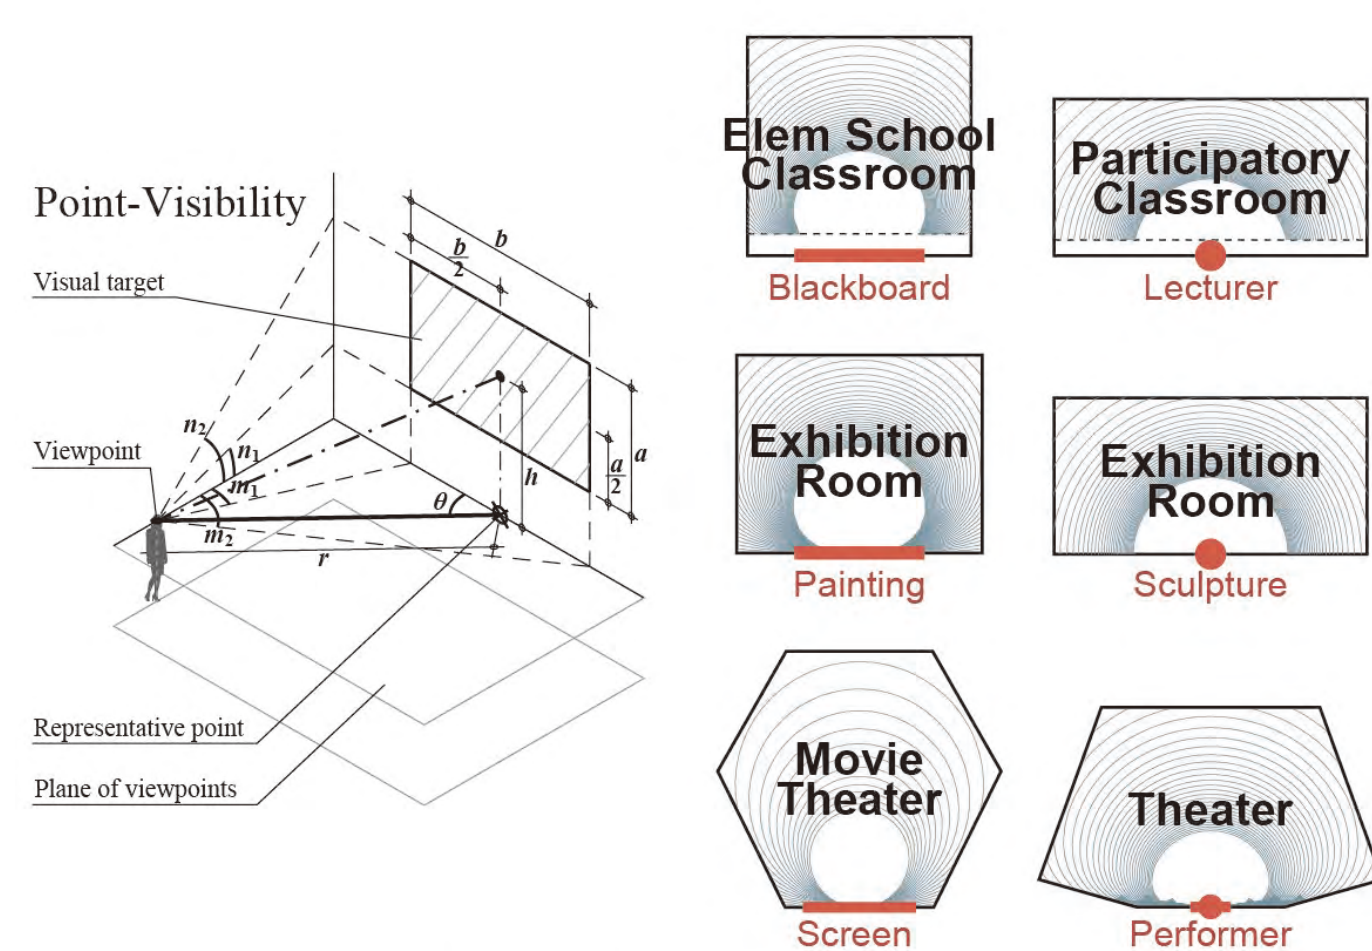 Point-Visibility
Visual target
Viewpoint
Representative point
Plane of viewpoints
b
b
2
n2
n1
m1
m2
θ
r
h
a
2
a
Elem School
Classroom
Blackboard
Participatory
Classroom
Lecturer
Exhibition
Room
Painting
Exhibition
Room
Sculpture
Movie
Theater
Screen
Theater
Performer